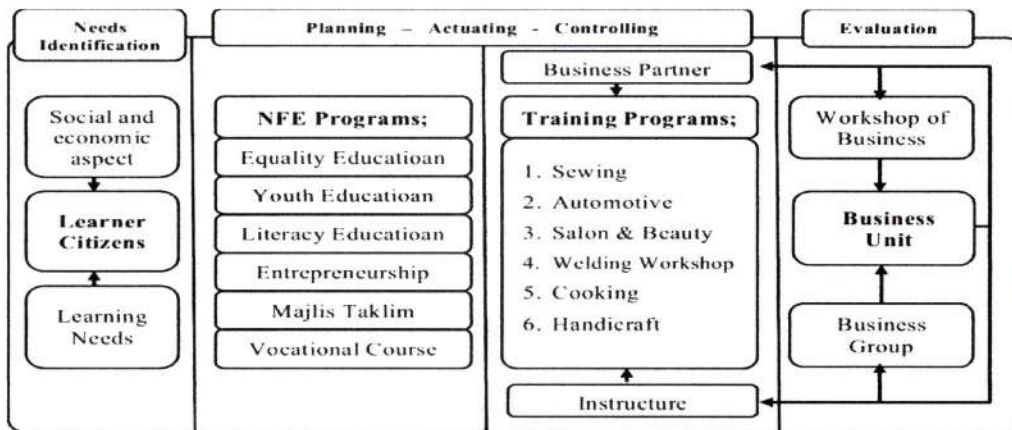 Needs
Identification
Planning – Actuating - Controlling
Evaluation
Social and
economic
aspect
Learner
Citizens
Learning
Needs
NFE Programs;
Equality Educatioan
Youth Educatioan
Literacy Educatioan
Entrepreneurship
Majlis Taklim
Vocational Course
Business Partner
Training Programs;
1. Sewing
2. Automotive
3. Salon & Beauty
4. Welding Workshop
5. Cooking
6. Handicraft
Instructure
Workshop of
Business
Business
Unit
Business
Group